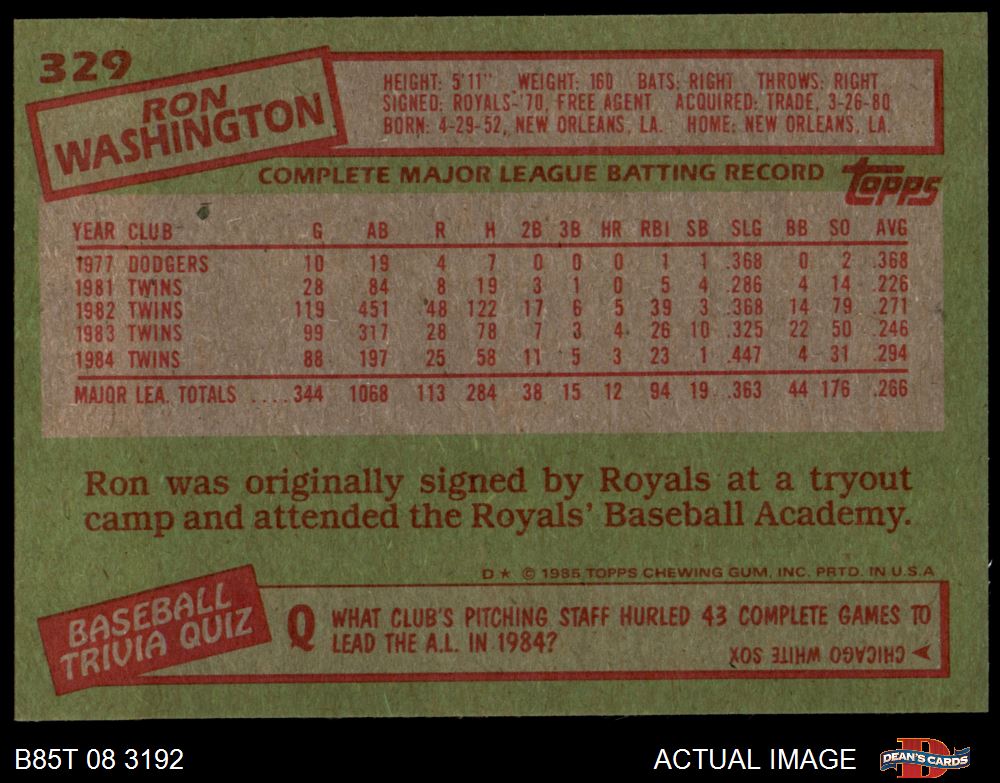 329
RON
WASHINGTON
HEIGHT: 5'11" WEIGHT: 160 BATS: RIGHT THROWS: RIGHT
SIGNED: ROYALS-'70, FREE AGENT ACQUIRED: TRADE, 3-26-80
BORN: 4-29-52, NEW ORLEANS, LA. HOME: NEW ORLEANS, LA.
COMPLETE MAJOR LEAGUE BATTING RECORD
Topps
YEAR CLUB G AB R H 2B 3B HR RBI SB SLG BB SO AVG
1977 DODGERS 10 19 4 7 0 0 0 1 1 .368 0 2 .368
1981 TWINS 28 84 8 19 3 1 0 5 4 .286 4 14 .226
1982 TWINS 119 451 48 122 17 6 5 39 3 .368 14 79 .271
1983 TWINS 99 317 28 78 7 3 4 26 10 .325 22 50 .246
1984 TWINS 88 197 25 58 11 5 3 23 1 .447 4 31 .294
MAJOR LEA. TOTALS ....344 1068 113 284 38 15 12 94 19 .363 44 176 .266
Ron was originally signed by Royals at a tryout
camp and attended the Royals' Baseball Academy.
D★ © 1985 TOPPS CHEWING GUM, INC. PRTD. IN U.S.A
BASEBALL
TRIVIA QUIZ
Q WHAT CLUB'S PITCHING STAFF HURLED 43 COMPLETE GAMES TO
LEAD THE A.L. IN 1984?
CHICAGO WHITE SOX
B85T 08 3192
ACTUAL IMAGE
DEAN'S CARDS